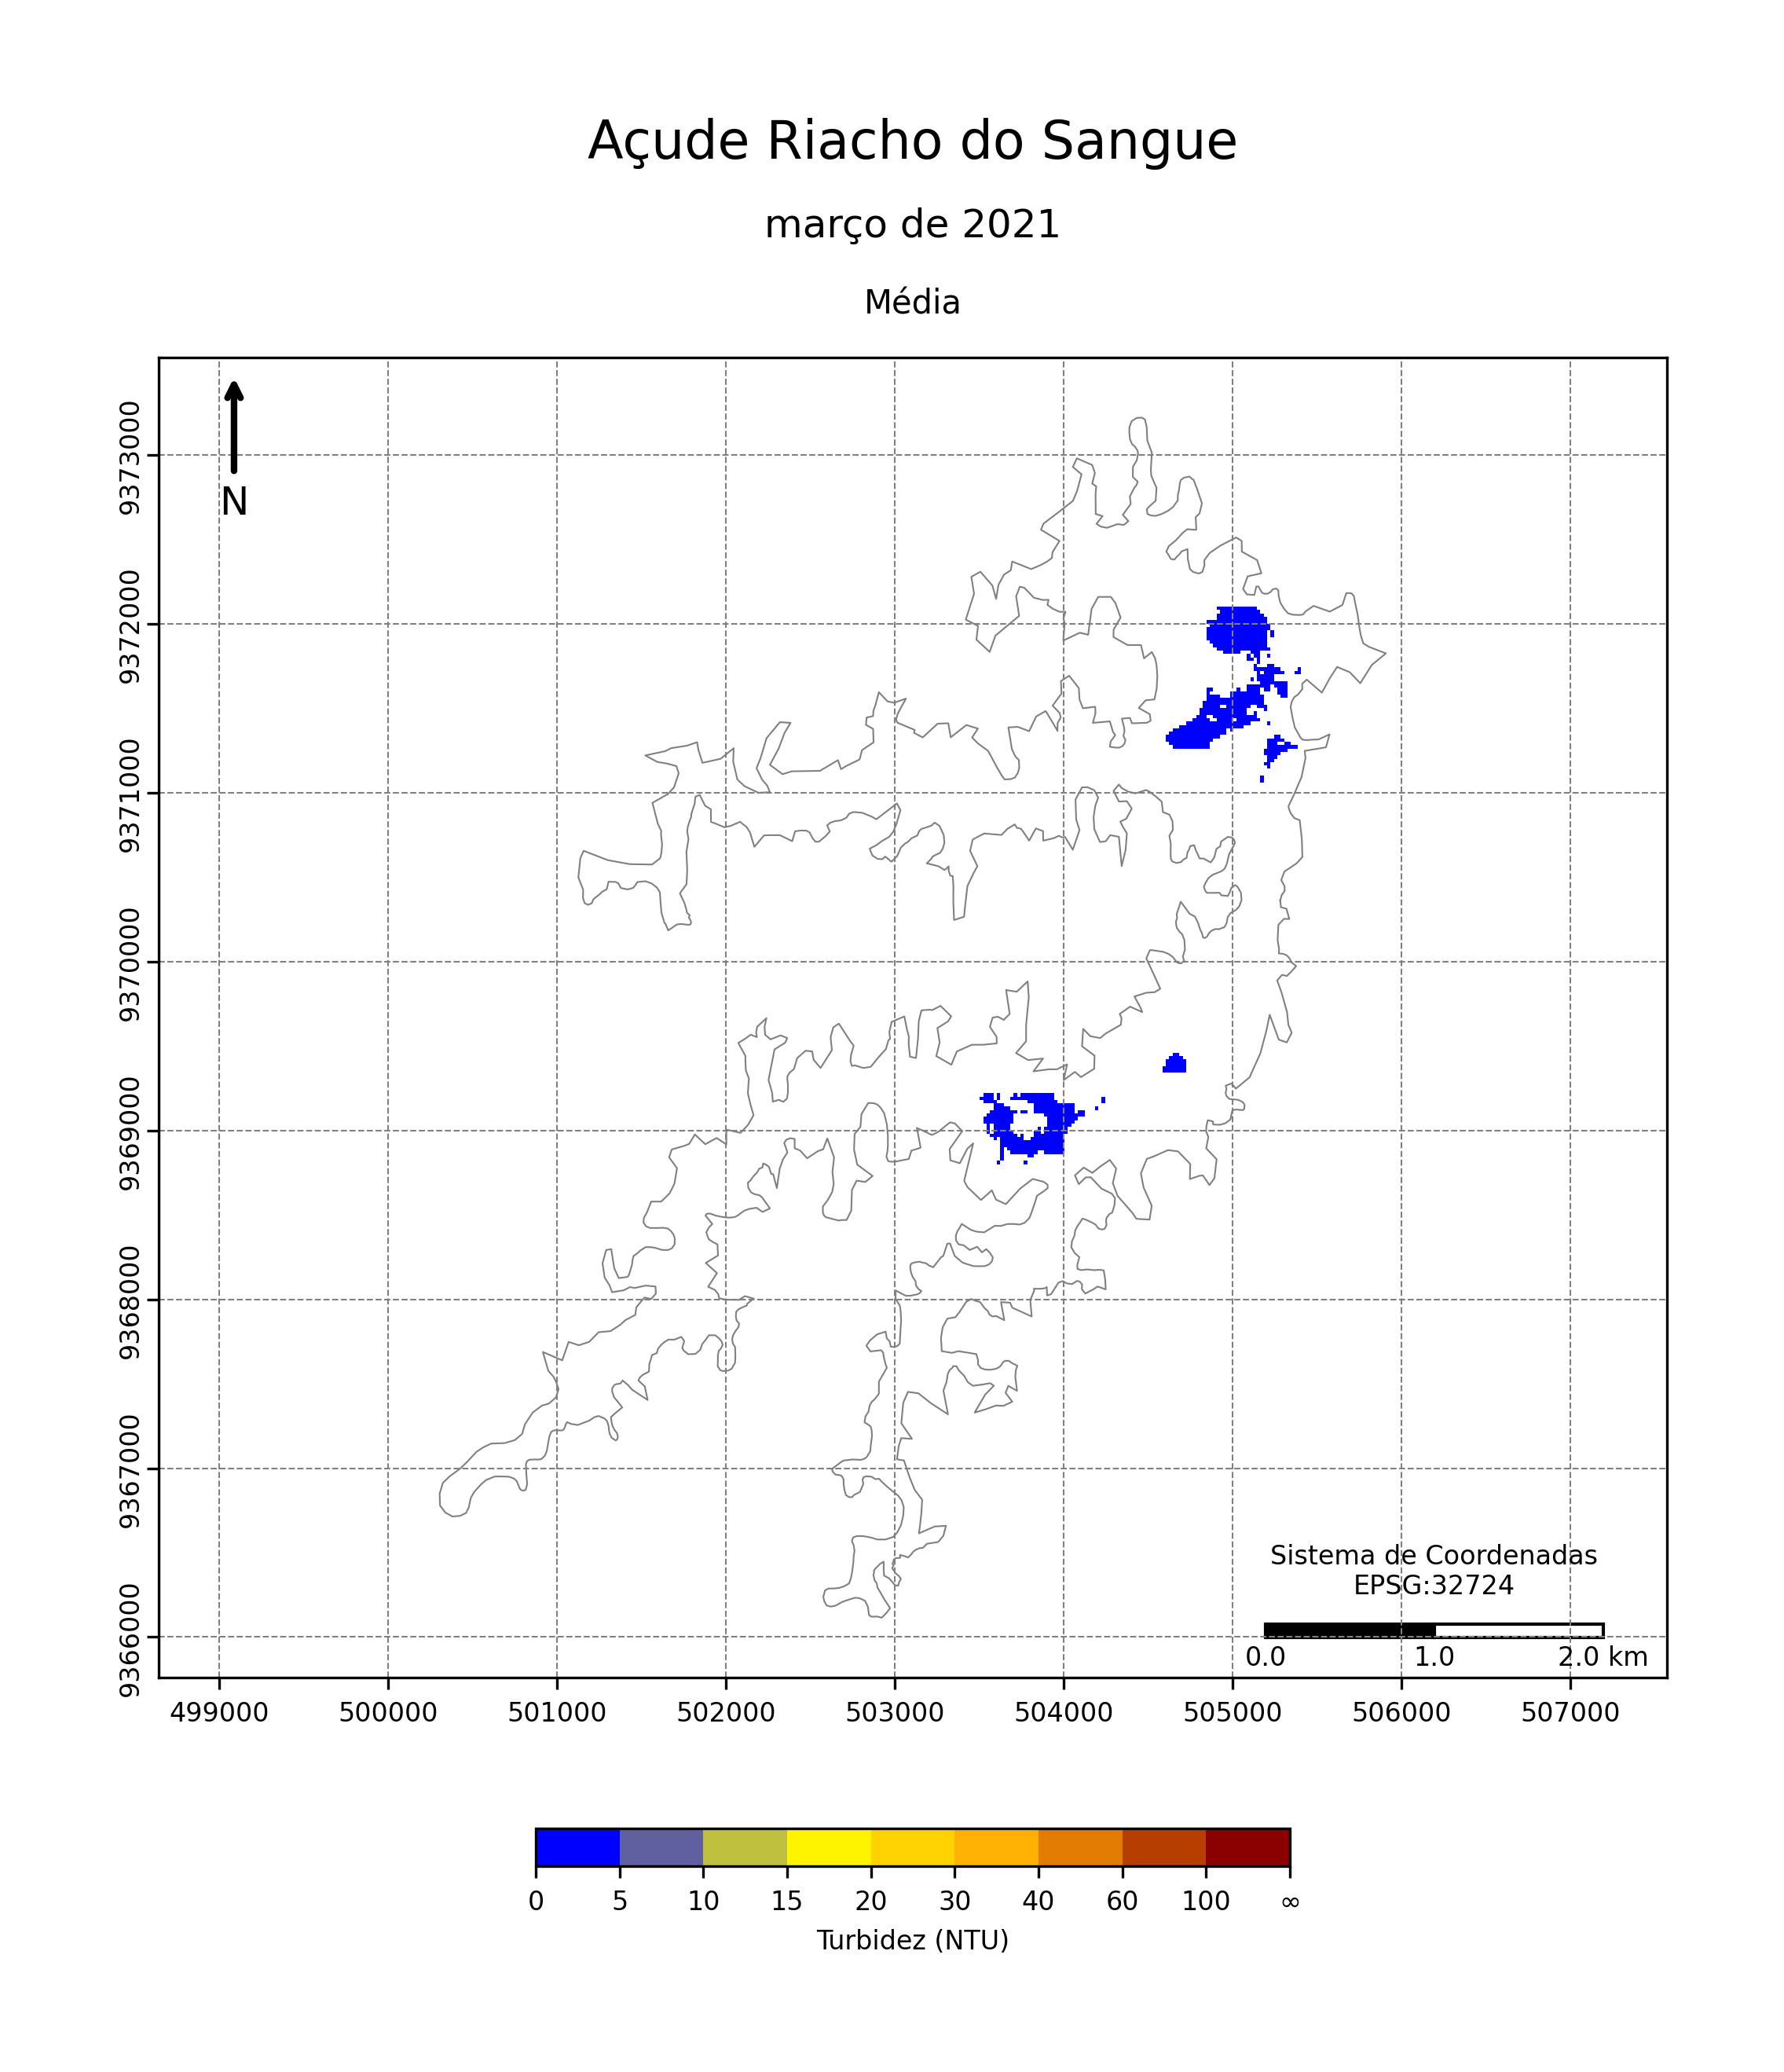 Açude Riacho do Sangue
março de 2021
Média
N
9373000
9372000
9371000
9370000
9369000
9368000
9367000
9366000
Sistema de Coordenadas
EPSG:32724
0.0 1.0 2.0 km
499000 500000 501000 502000 503000 504000 505000 506000 507000
0 5 10 15 20 30 40 60 100 ∞
Turbidez (NTU)